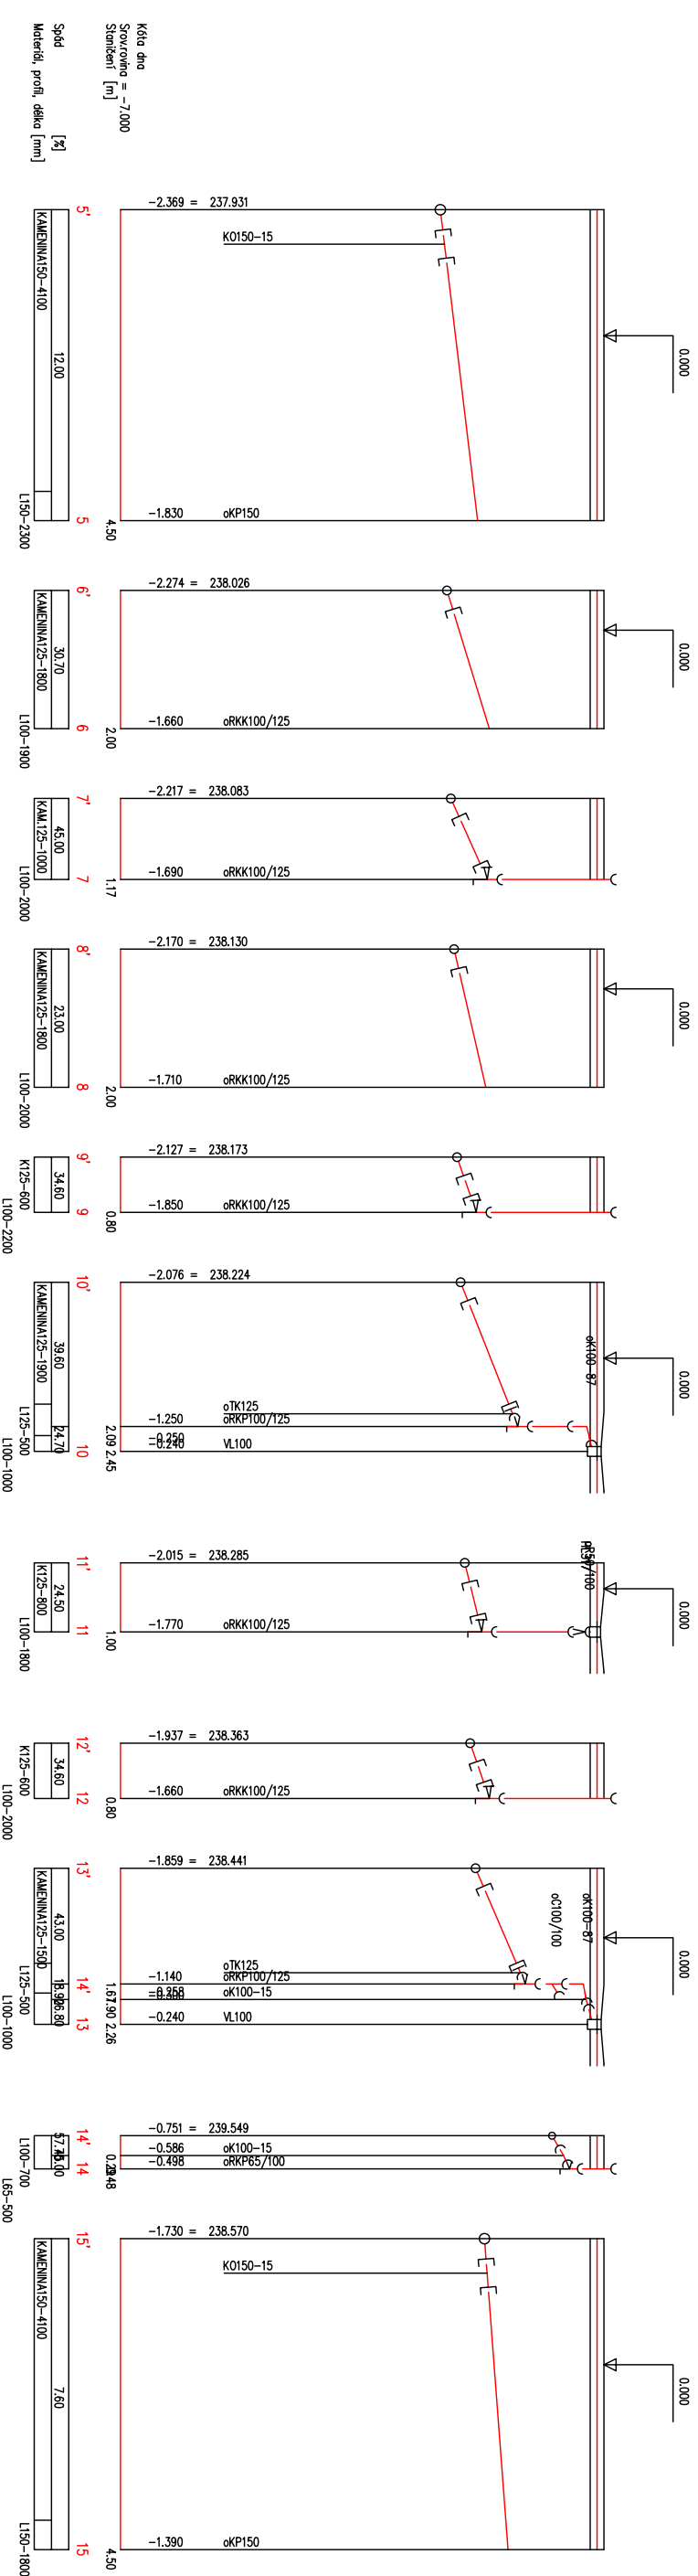 Kóta dna
Srov.rovina = -7.000
Staničení [m]
Spád [%]
Materiál, profil, délka [mm]
0.000
-2.369 = 237.931
KO150-15
-1.830 oKP150
4.50
5' 5
12.00
KAMENINA150-4100
L150-2300
0.000
-2.274 = 238.026
-1.660 oRKK100/125
2.00
6' 6
30.70
KAMENINA125-1800
L100-1900
-2.217 = 238.083
-1.690 oRKK100/125
1.17
7' 7
45.00
KAM.125-1000
L100-2000
0.000
-2.170 = 238.130
-1.710 oRKK100/125
2.00
8' 8
23.00
KAMENINA125-1800
L100-2000
-2.127 = 238.173
-1.850 oRKK100/125
0.80
9' 9
34.60
K125-600
L100-2200
0.000
oK100-87
-2.076 = 238.224
oTK125
-1.250 oRKP100/125
-0.250
-0.240 VL100
2.09 2.45
10' 10
39.60 24.70
KAMENINA125-1900
L125-500
L100-1000
0.000
-2.015 = 238.285
-1.770 oRKK100/125
1.00
11' 11
24.50
K125-800
L100-1800
-1.937 = 238.363
-1.660 oRKK100/125
0.80
12' 12
34.60
K125-600
L100-2000
0.000
oK100-87
oC100/100
-1.859 = 238.441
oTK125
-1.140 oRKP100/125
oK100-15
-0.240 VL100
2.26
13' 14' 13
43.00
KAMENINA125-1500
L125-500
L100-1000
-0.751 = 239.549
-0.586 oK100-15
-0.498 oRKP65/100
14' 14
L100-700
L65-500
0.000
-1.730 = 238.570
KO150-15
-1.390 oKP150
4.50
15' 15
7.60
KAMENINA150-4100
L150-1800